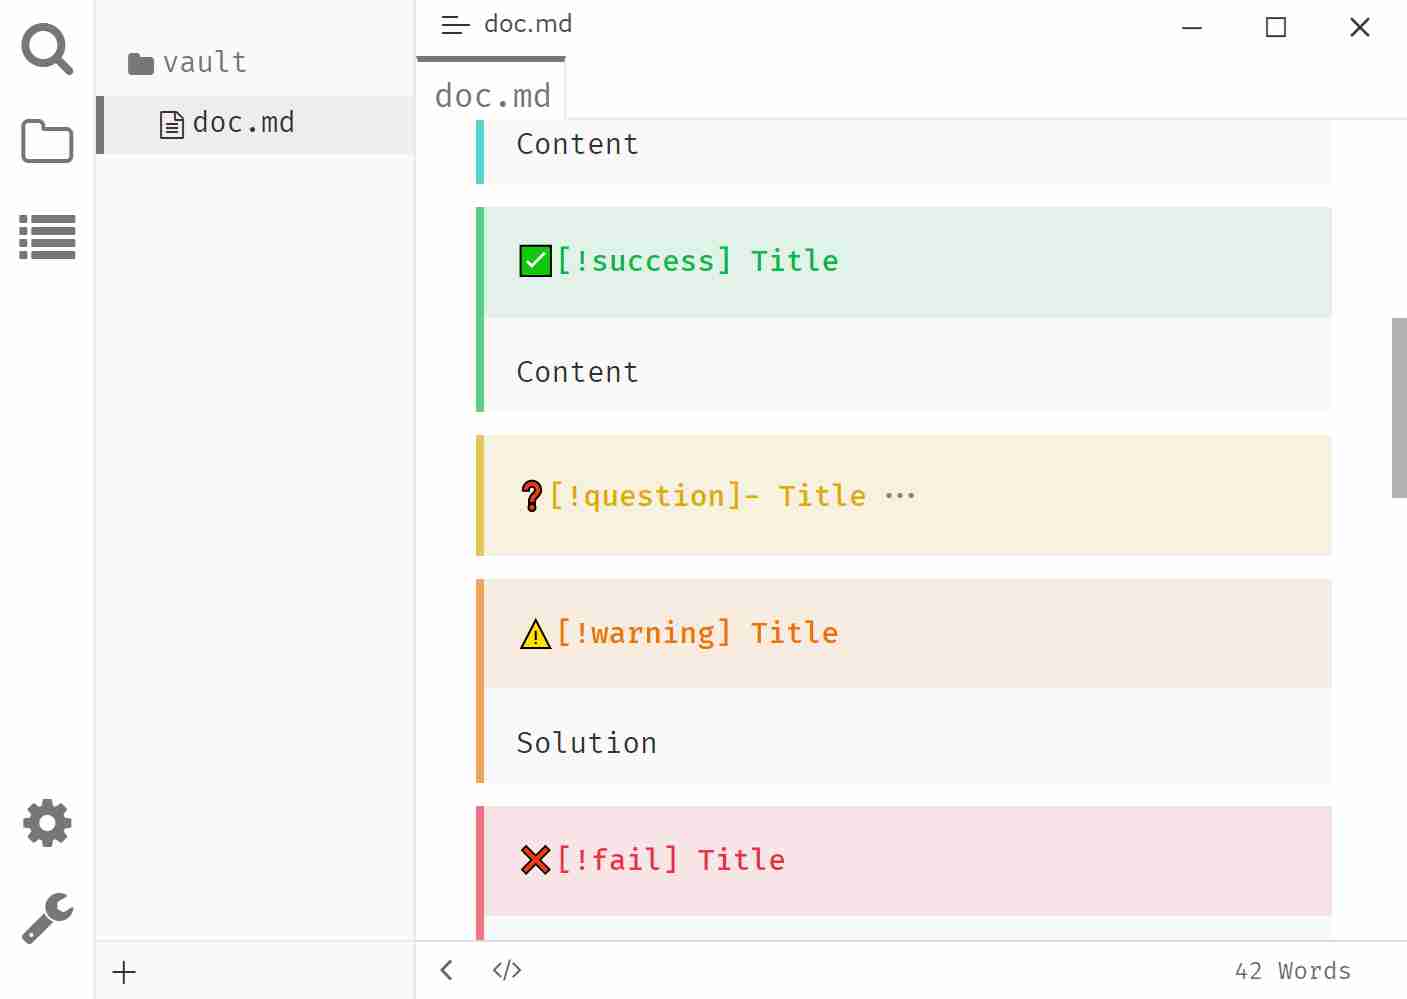 doc.md
vault
doc.md
doc.md
Content
[!success] Title
Content
[!question]- Title ···
[!warning] Title
Solution
[!fail] Title
</> 42 Words